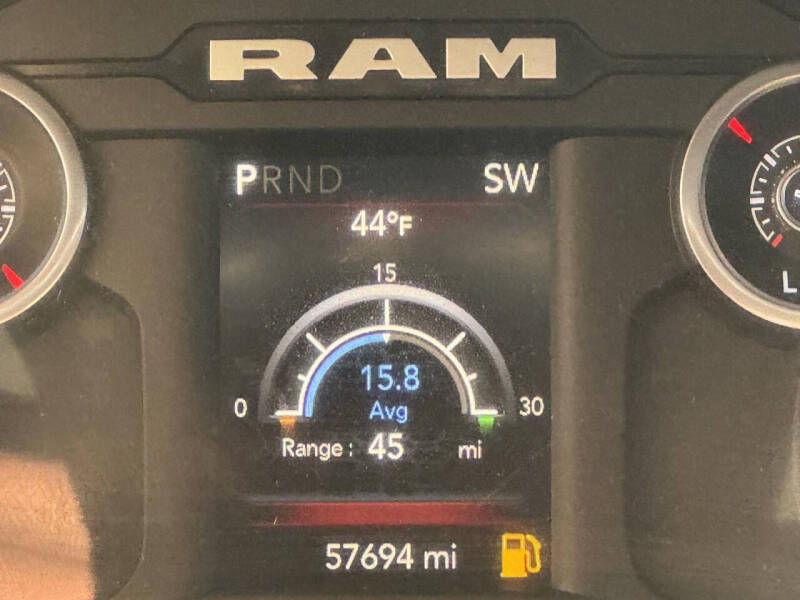 RAM
PRND SW
44°F
15
15.8
0 Avg 30
Range: 45 mi
57694 mi
L